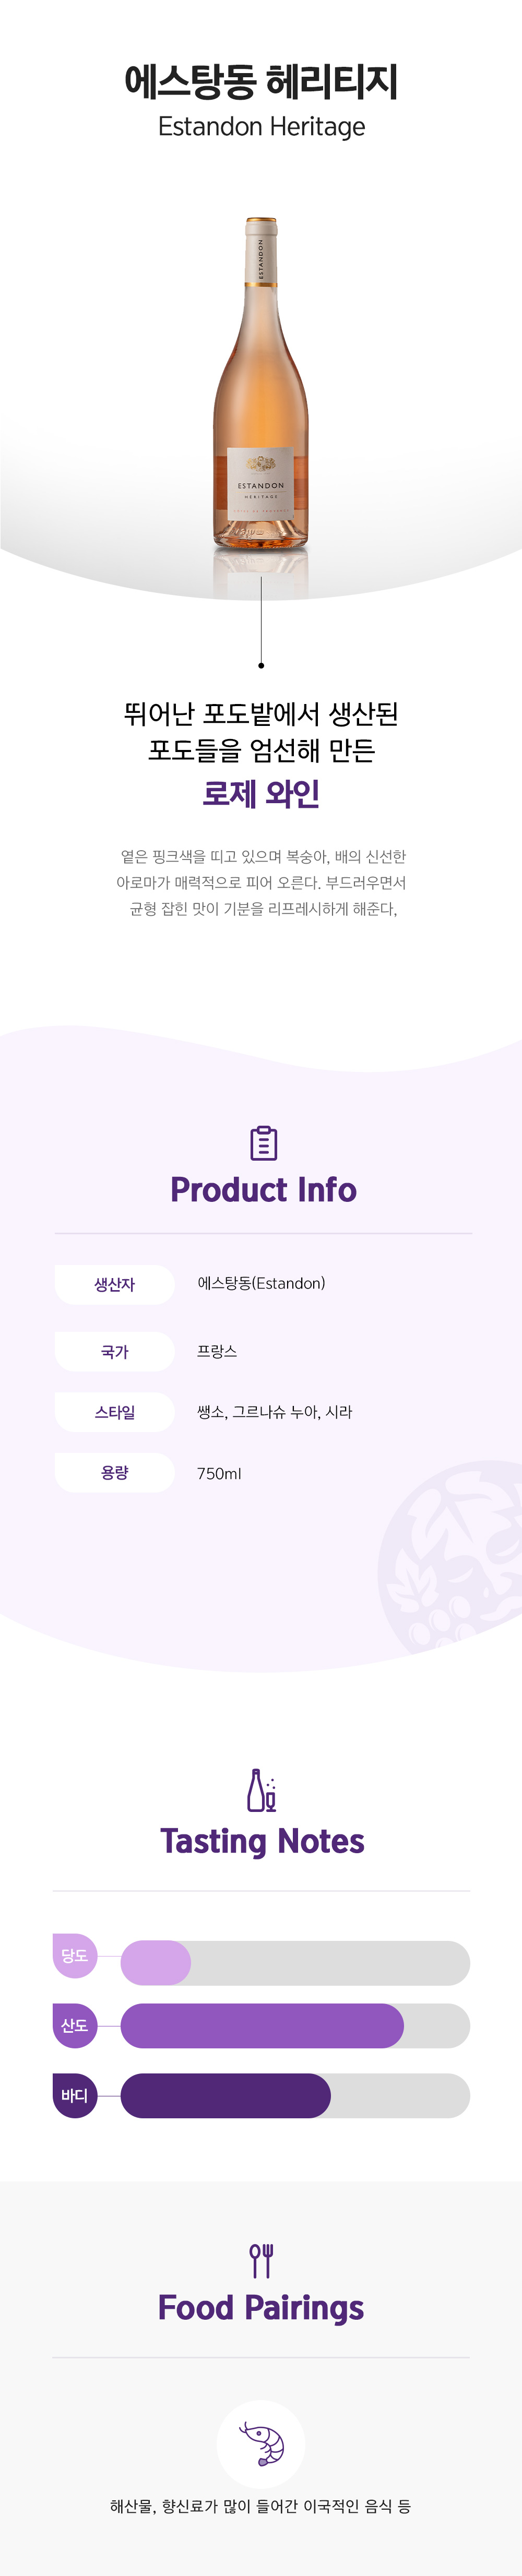 에스탕동 헤리티지
Estandon Heritage
ESTANDON
ESTANDON
HERITAGE
뛰어난 포도밭에서 생산된
포도들을 엄선해 만든
로제 와인
옅은 핑크색을 띠고 있으며 복숭아, 배의 신선한
아로마가 매력적으로 피어 오른다. 부드러우면서
균형 잡힌 맛이 기분을 리프레시하게 해준다,
Product Info
생산자 에스탕동(Estandon)
국가 프랑스
스타일 쌩소, 그르나슈 누아, 시라
용량 750ml
Tasting Notes
당도
산도
바디
Food Pairings
해산물, 향신료가 많이 들어간 이국적인 음식 등